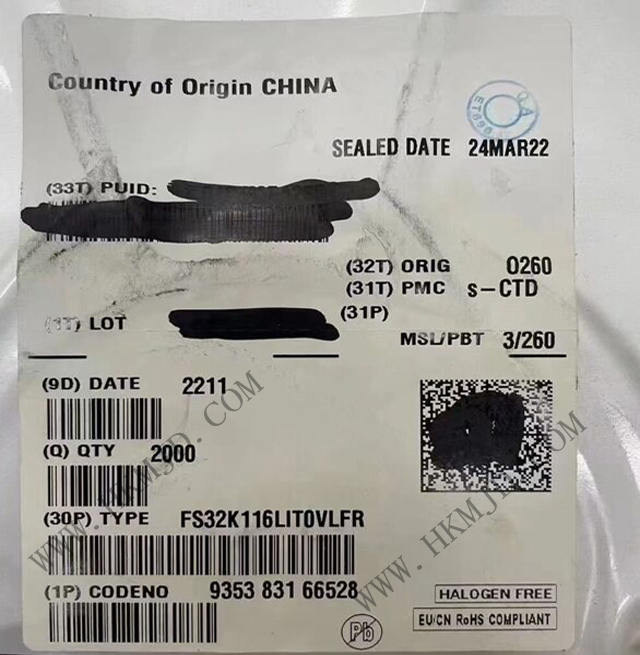 Country of Origin CHINA
QA
SEALED DATE 24MAR22
(33T) PUID:
(32T) ORIG 0260
(31T) PMC s-CTD
(31P)
(1T) LOT
MSL/PBT 3/260
(9D) DATE 2211
(Q) QTY 2000
(30P) TYPE FS32K116LIT0VLFR
(1P) CODENO 9353 831 66528
Pb
HALOGEN FREE
EU/CN RoHS COMPLIANT
WWW.HKMJD.COM
WWW.HKMJD.COM